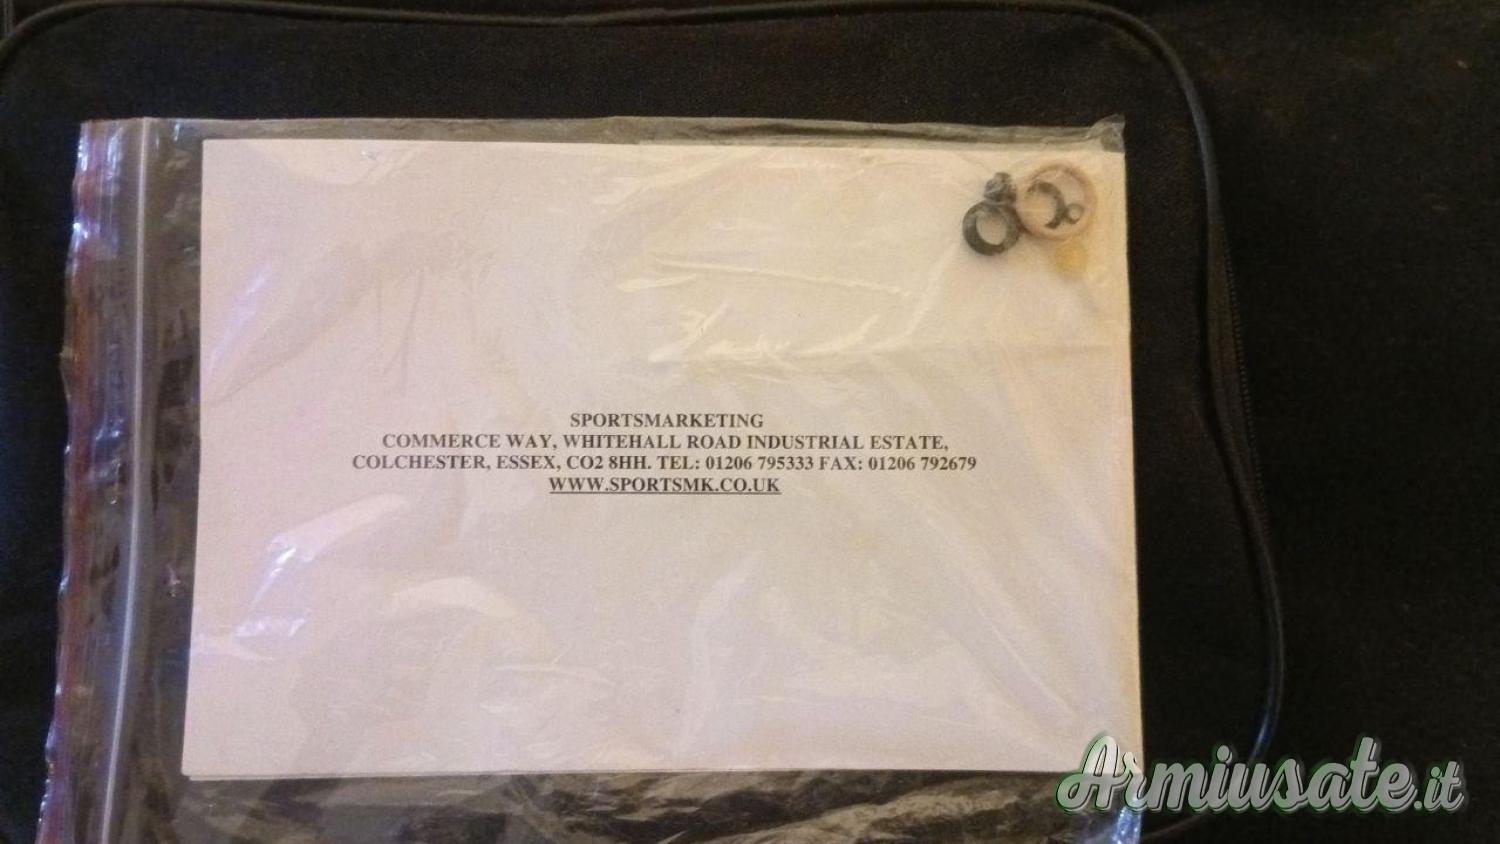 SPORTSMARKETING
COMMERCE WAY, WHITEHALL ROAD INDUSTRIAL ESTATE,
COLCHESTER, ESSEX, CO2 8HH. TEL: 01206 795333 FAX: 01206 792679
WWW.SPORTSMK.CO.UK
Armiusate.it